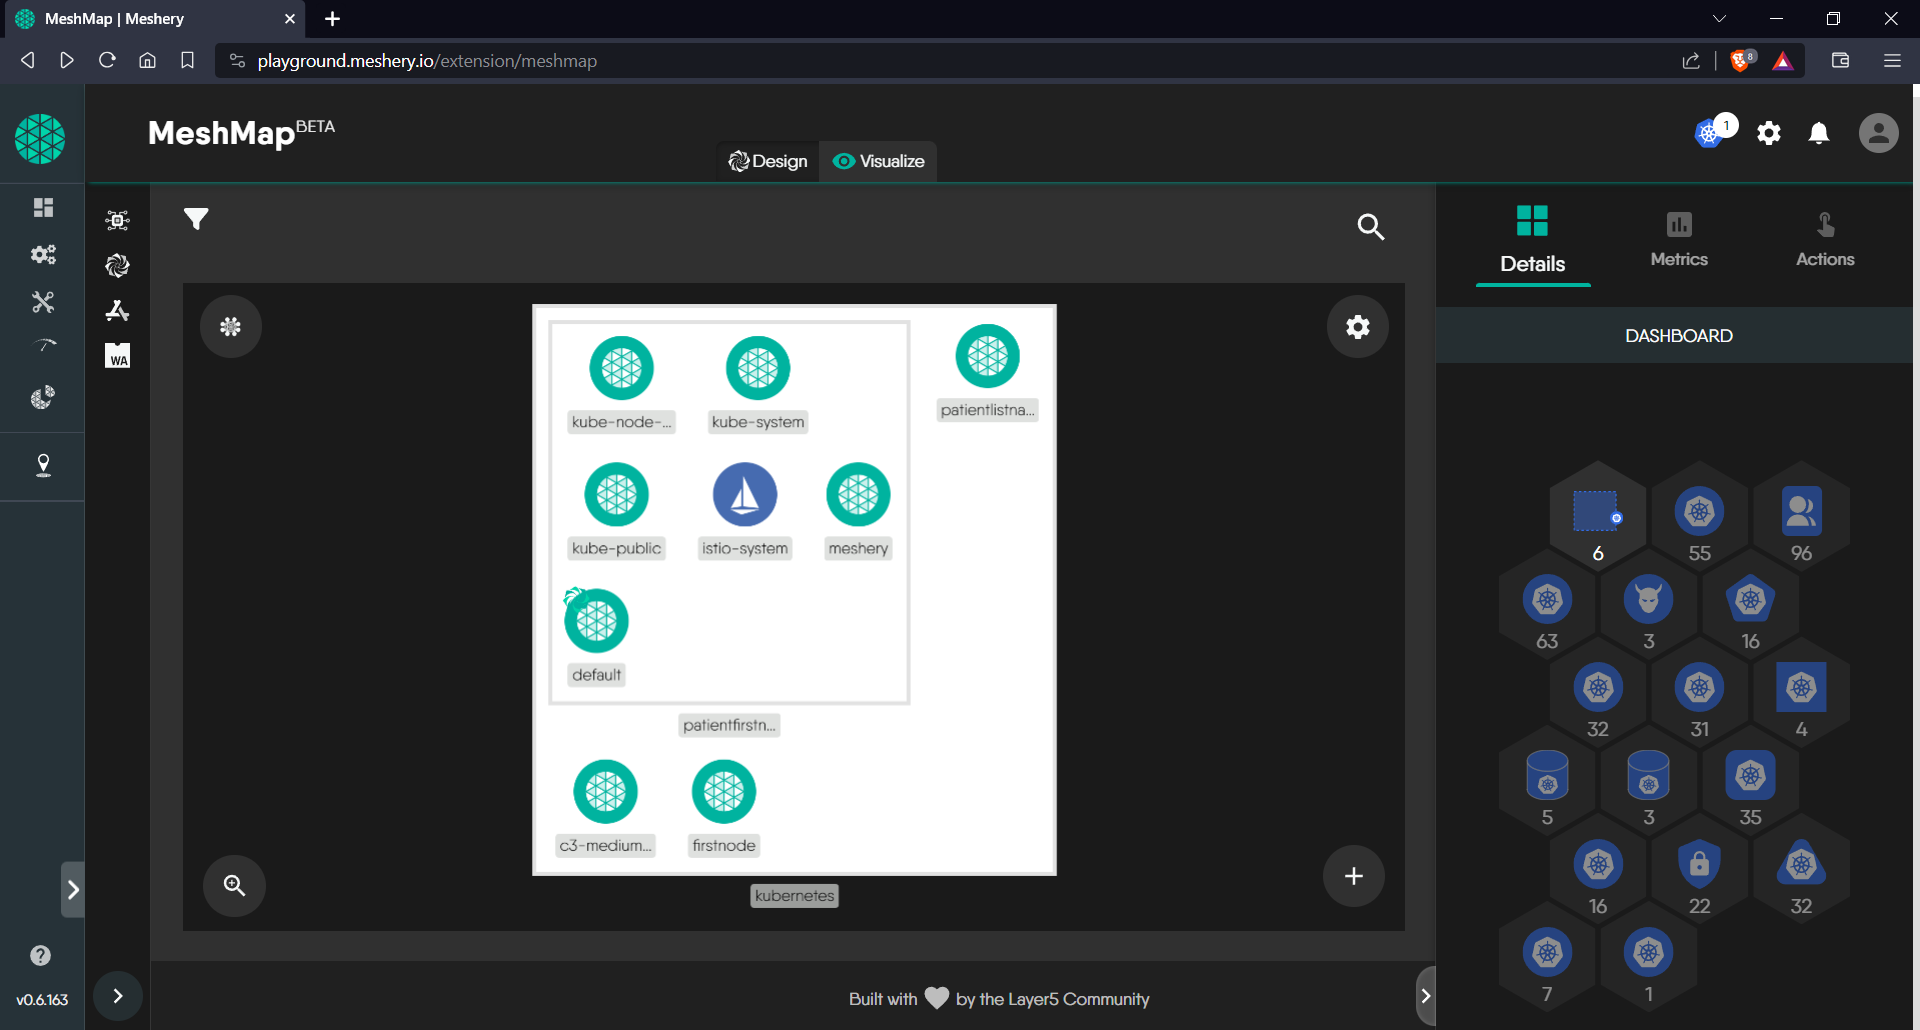 MeshMap | Meshery
playground.meshery.io/extension/meshmap
8
MeshMap BETA
1
Design
Visualize
Details
Metrics
Actions
DASHBOARD
WA
kube-node-...
kube-system
patientlistna...
kube-public
istio-system
meshery
default
patientfirstn...
c3-medium...
firstnode
kubernetes
6
55
96
63
3
16
32
31
4
5
3
35
16
22
32
7
1
v0.6.163
Built with
by the Layer5 Community